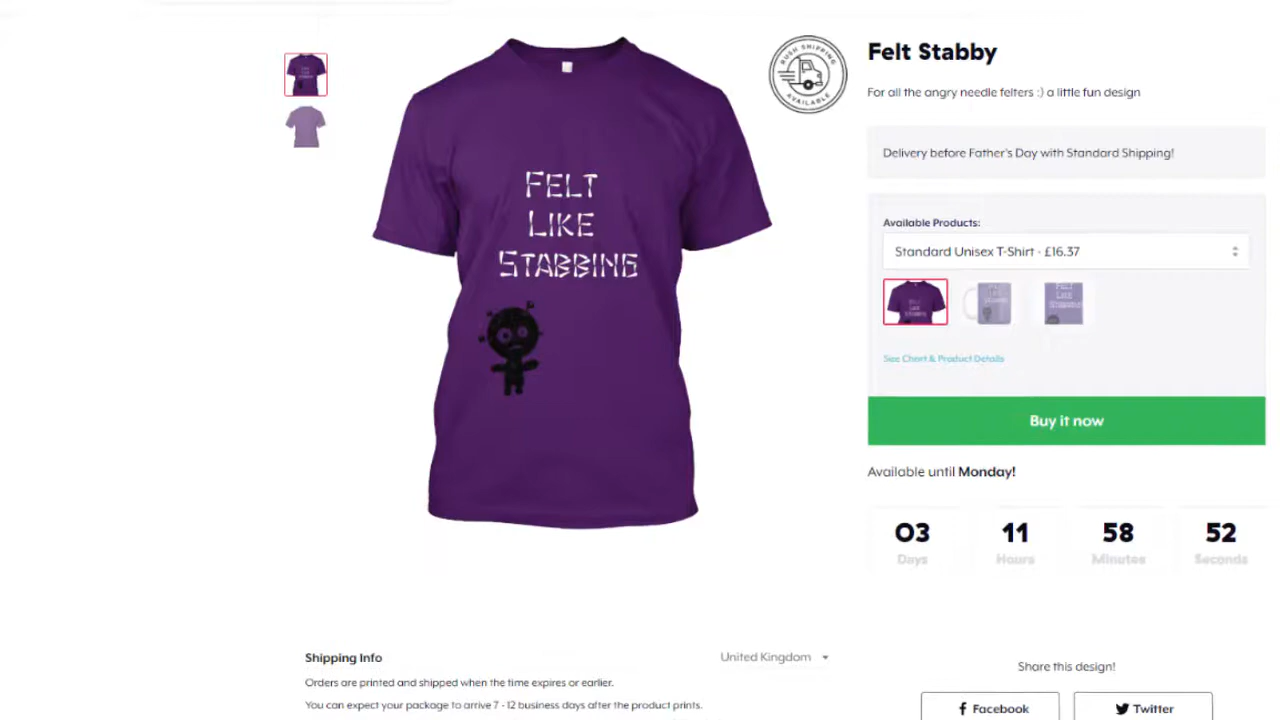 RUSH SHIPPING
AVAILABLE
FELT
LIKE
STABBING
Felt Stabby
For all the angry needle felters :) a little fun design
Delivery before Father's Day with Standard Shipping!
Available Products:
Standard Unisex T-Shirt - £16.37
Size Chart & Product Details
Buy it now
Available until Monday!
03 11 58 52
Days Hours Minutes Seconds
Shipping Info
United Kingdom
Orders are printed and shipped when the time expires or earlier.
You can expect your package to arrive 7 - 12 business days after the product prints.
Share this design!
Facebook
Twitter